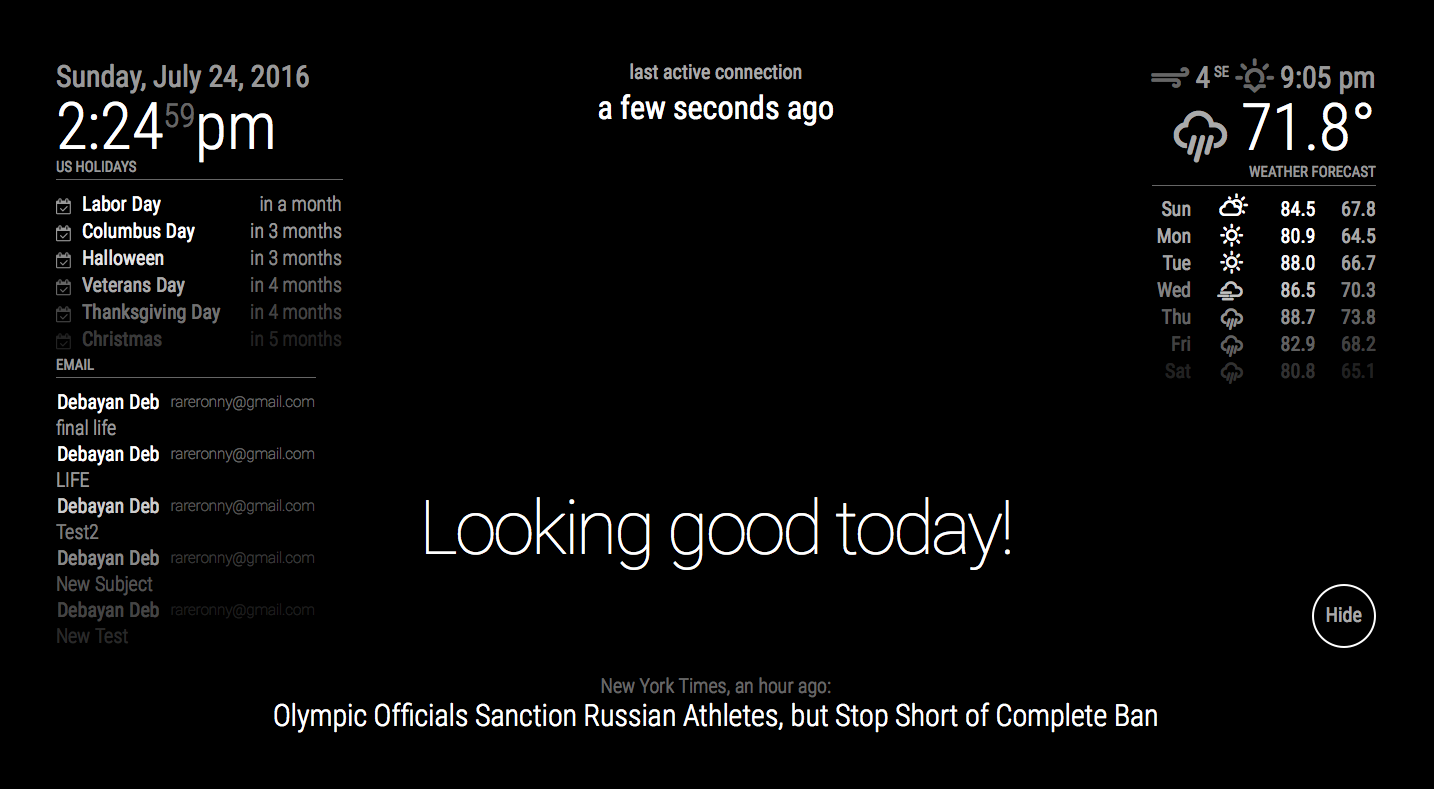 Sunday, July 24, 2016
2:24 59 pm
US HOLIDAYS
Labor Day in a month
Columbus Day in 3 months
Halloween in 3 months
Veterans Day in 4 months
Thanksgiving Day in 4 months
Christmas in 5 months
EMAIL
Debayan Deb rareronny@gmail.com
final life
Debayan Deb rareronny@gmail.com
LIFE
Debayan Deb rareronny@gmail.com
Test2
Debayan Deb rareronny@gmail.com
New Subject
Debayan Deb rareronny@gmail.com
New Test
last active connection
a few seconds ago
4 SE 9:05 pm
71.8°
WEATHER FORECAST
Sun 84.5 67.8
Mon 80.9 64.5
Tue 88.0 66.7
Wed 86.5 70.3
Thu 88.7 73.8
Fri 82.9 68.2
Sat 80.8 65.1
Looking good today!
Hide
New York Times, an hour ago:
Olympic Officials Sanction Russian Athletes, but Stop Short of Complete Ban